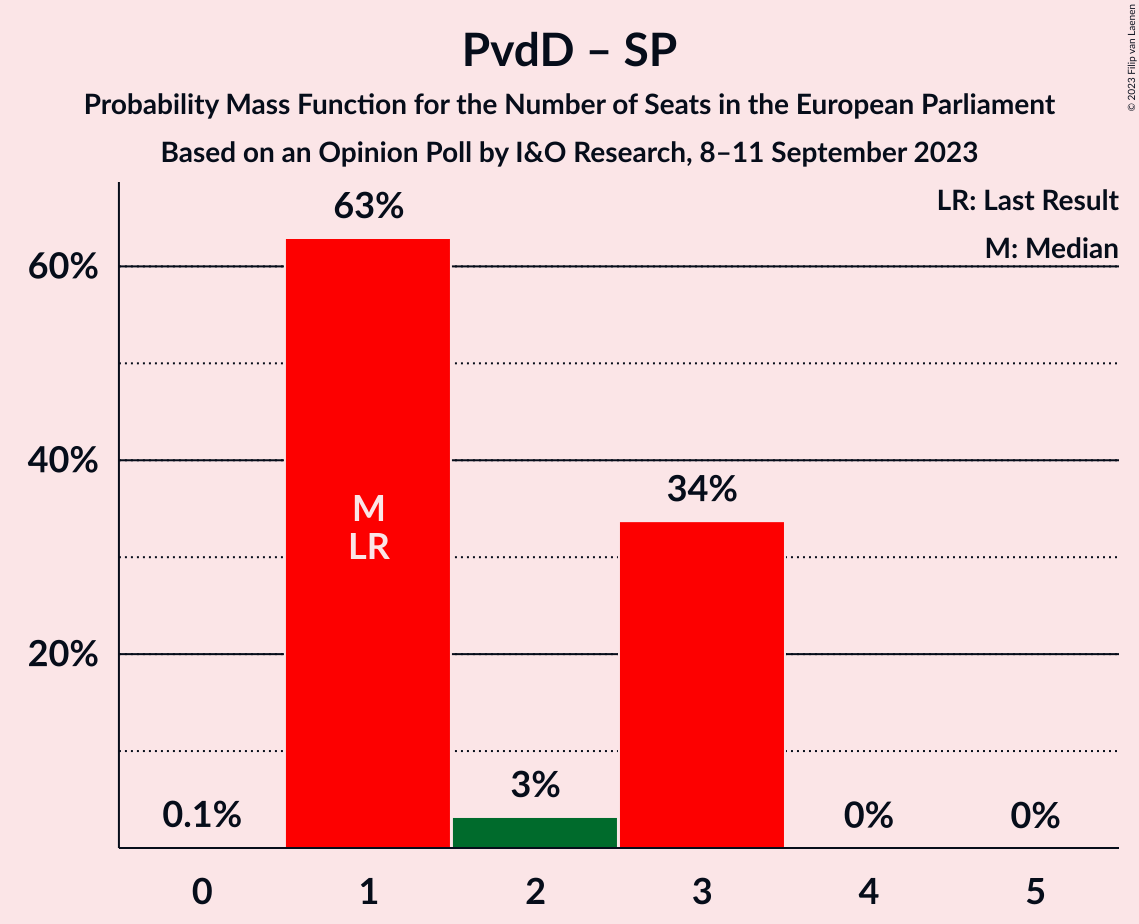 PvdD – SP
Probability Mass Function for the Number of Seats in the European Parliament
Based on an Opinion Poll by I&O Research, 8–11 September 2023
© 2023 Filip van Laenen
LR: Last Result
M: Median
63%
60%
40%
34%
M
LR
20%
3%
0.1%
0%
0%
0 1 2 3 4 5